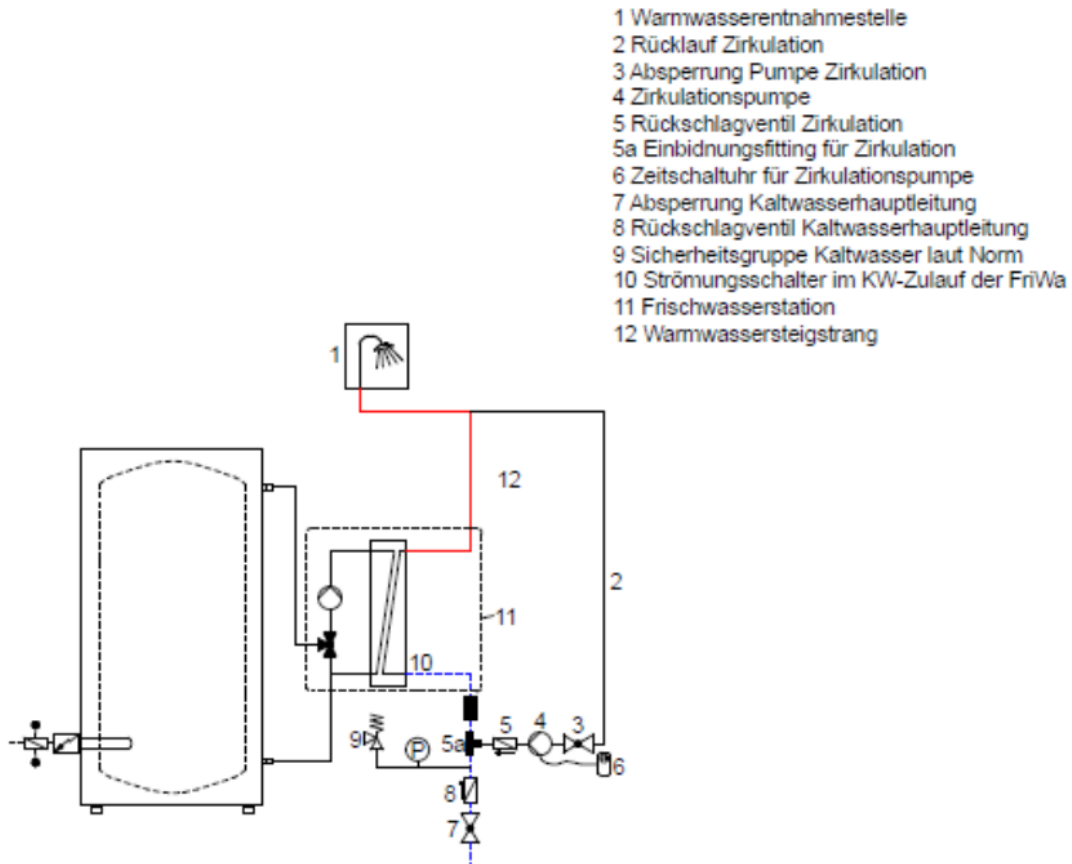 1 Warmwasserentnahmestelle
2 Rücklauf Zirkulation
3 Absperrung Pumpe Zirkulation
4 Zirkulationspumpe
5 Rückschlagventil Zirkulation
5a Einbidnungsfitting für Zirkulation
6 Zeitschaltuhr für Zirkulationspumpe
7 Absperrung Kaltwasserhauptleitung
8 Rückschlagventil Kaltwasserhauptleitung
9 Sicherheitsgruppe Kaltwasser laut Norm
10 Strömungsschalter im KW-Zulauf der FriWa
11 Frischwasserstation
12 Warmwassersteigstrang
1
12
2
11
10
5
4
3
9
P
5a
6
8
7